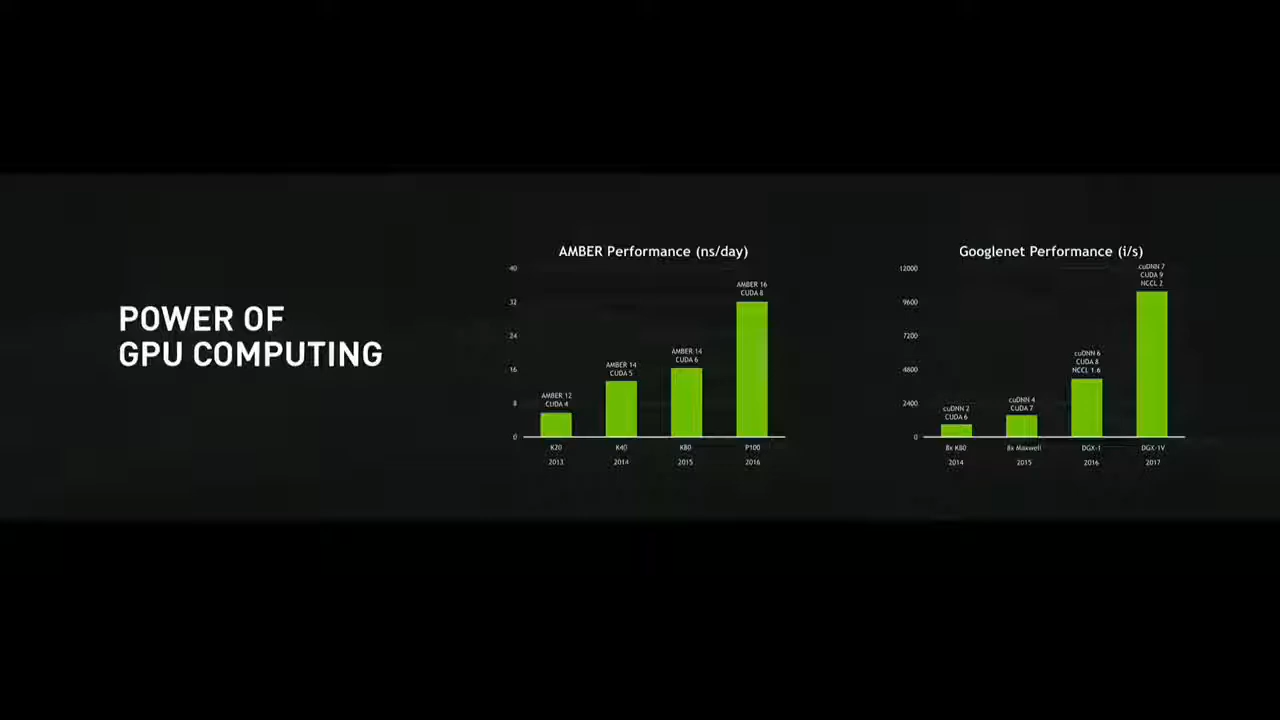 POWER OF
GPU COMPUTING
AMBER Performance (ns/day)
40
32
24
16
8
0
AMBER 12
CUDA 4
AMBER 14
CUDA 5
AMBER 14
CUDA 6
AMBER 16
CUDA 8
K20
K40
K80
P100
2013
2014
2015
2016
Googlenet Performance (i/s)
12000
9600
7200
4800
2400
0
cuDNN 2
CUDA 6
cuDNN 4
CUDA 7
cuDNN 6
CUDA 8
NCCL 1.6
cuDNN 7
CUDA 9
NCCL 2
8x K80
8x Maxwell
DGX-1
DGX-1V
2014
2015
2016
2017